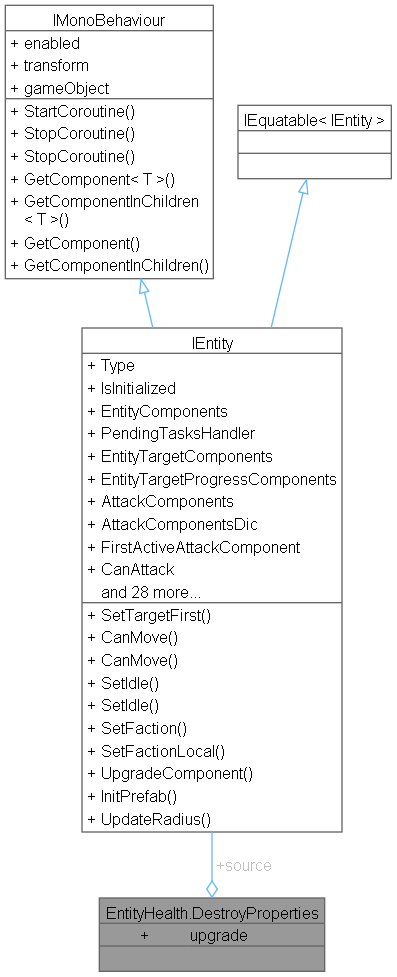 IMonoBehaviour
+ enabled
+ transform
+ gameObject
+ StartCoroutine()
+ StopCoroutine()
+ StopCoroutine()
+ GetComponent< T >()
+ GetComponentInChildren
< T >()
+ GetComponent()
+ GetComponentInChildren()
IEquatable< IEntity >
IEntity
+ Type
+ IsInitialized
+ EntityComponents
+ PendingTasksHandler
+ EntityTargetComponents
+ EntityTargetProgressComponents
+ AttackComponents
+ AttackComponentsDic
+ FirstActiveAttackComponent
+ CanAttack
and 28 more...
+ SetTargetFirst()
+ CanMove()
+ CanMove()
+ SetIdle()
+ SetIdle()
+ SetFaction()
+ SetFactionLocal()
+ UpgradeComponent()
+ InitPrefab()
+ UpdateRadius()
+source
EntityHealth.DestroyProperties
+ upgrade